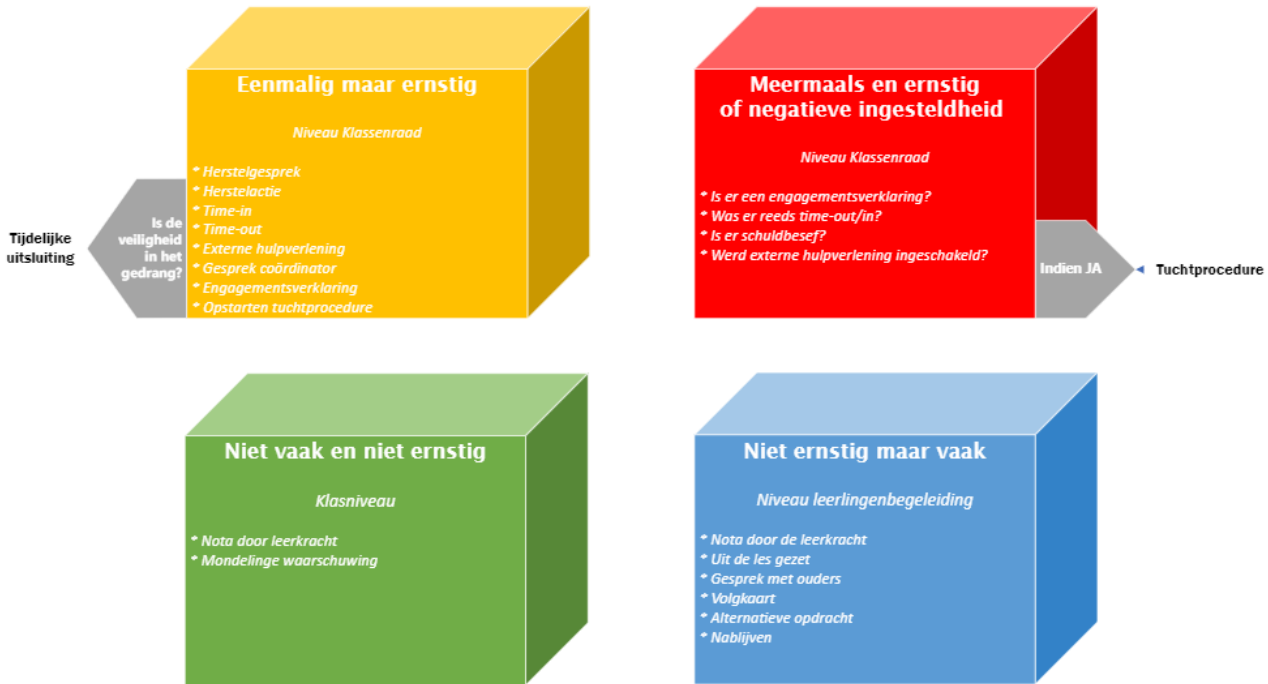 Eenmalig maar ernstig
Niveau Klassenraad
* Herstelgesprek
* Herstelactie
* Time-in
* Time-out
* Externe hulpverlening
* Gesprek coördinator
* Engagementsverklaring
* Opstarten tuchtprocedure
Is de
veiligheid
in het
gedrang?
Tijdelijke
uitsluiting
Meermaals en ernstig
of negatieve ingesteldheid
Niveau Klassenraad
* Is er een engagementsverklaring?
* Was er reeds time-out/in?
* Is er schuldbesef?
* Werd externe hulpverlening ingeschakeld?
Indien JA
Tuchtprocedure
Niet vaak en niet ernstig
Klasniveau
* Nota door leerkracht
* Mondelinge waarschuwing
Niet ernstig maar vaak
Niveau leerlingenbegeleiding
* Nota door de leerkracht
* Uit de les gezet
* Gesprek met ouders
* Volgkaart
* Alternatieve opdracht
* Nablijven